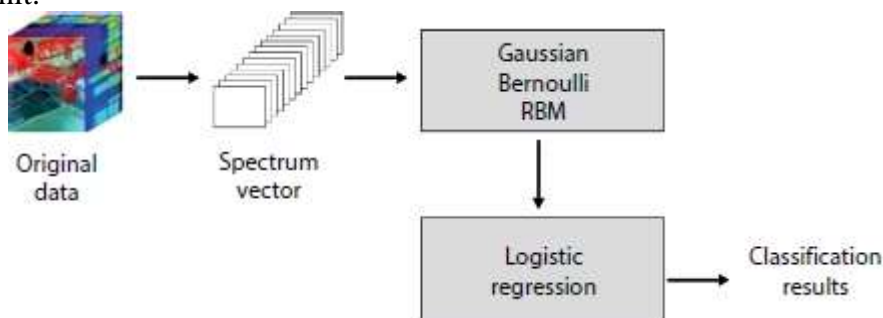 Gaussian
Bernoulli
RBM
Original
data
Spectrum
vector
Logistic
regression
Classification
results